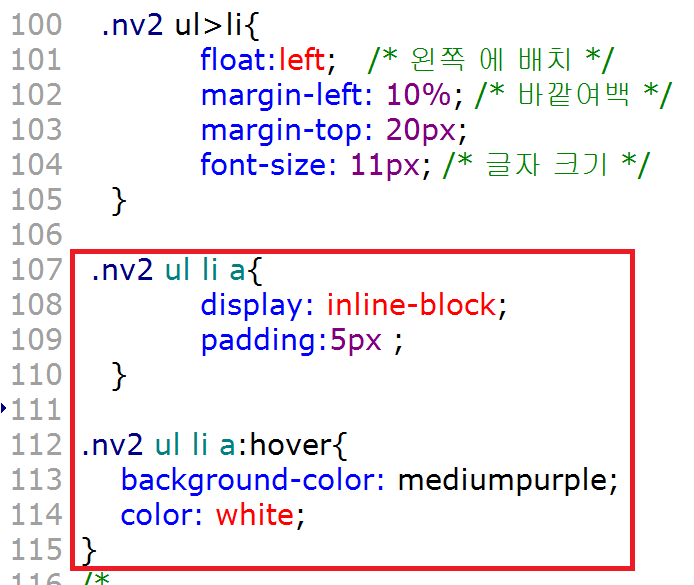 100 .nv2 ul>li{
101 float:left; /* 왼쪽 에 배치 */
102 margin-left: 10%; /* 바깥여백 */
103 margin-top: 20px;
104 font-size: 11px; /* 글자 크기 */
105 }
106
107 .nv2 ul li a{
108 display: inline-block;
109 padding:5px ;
110 }
111
112 .nv2 ul li a:hover{
113 background-color: mediumpurple;
114 color: white;
115 }
116 /*